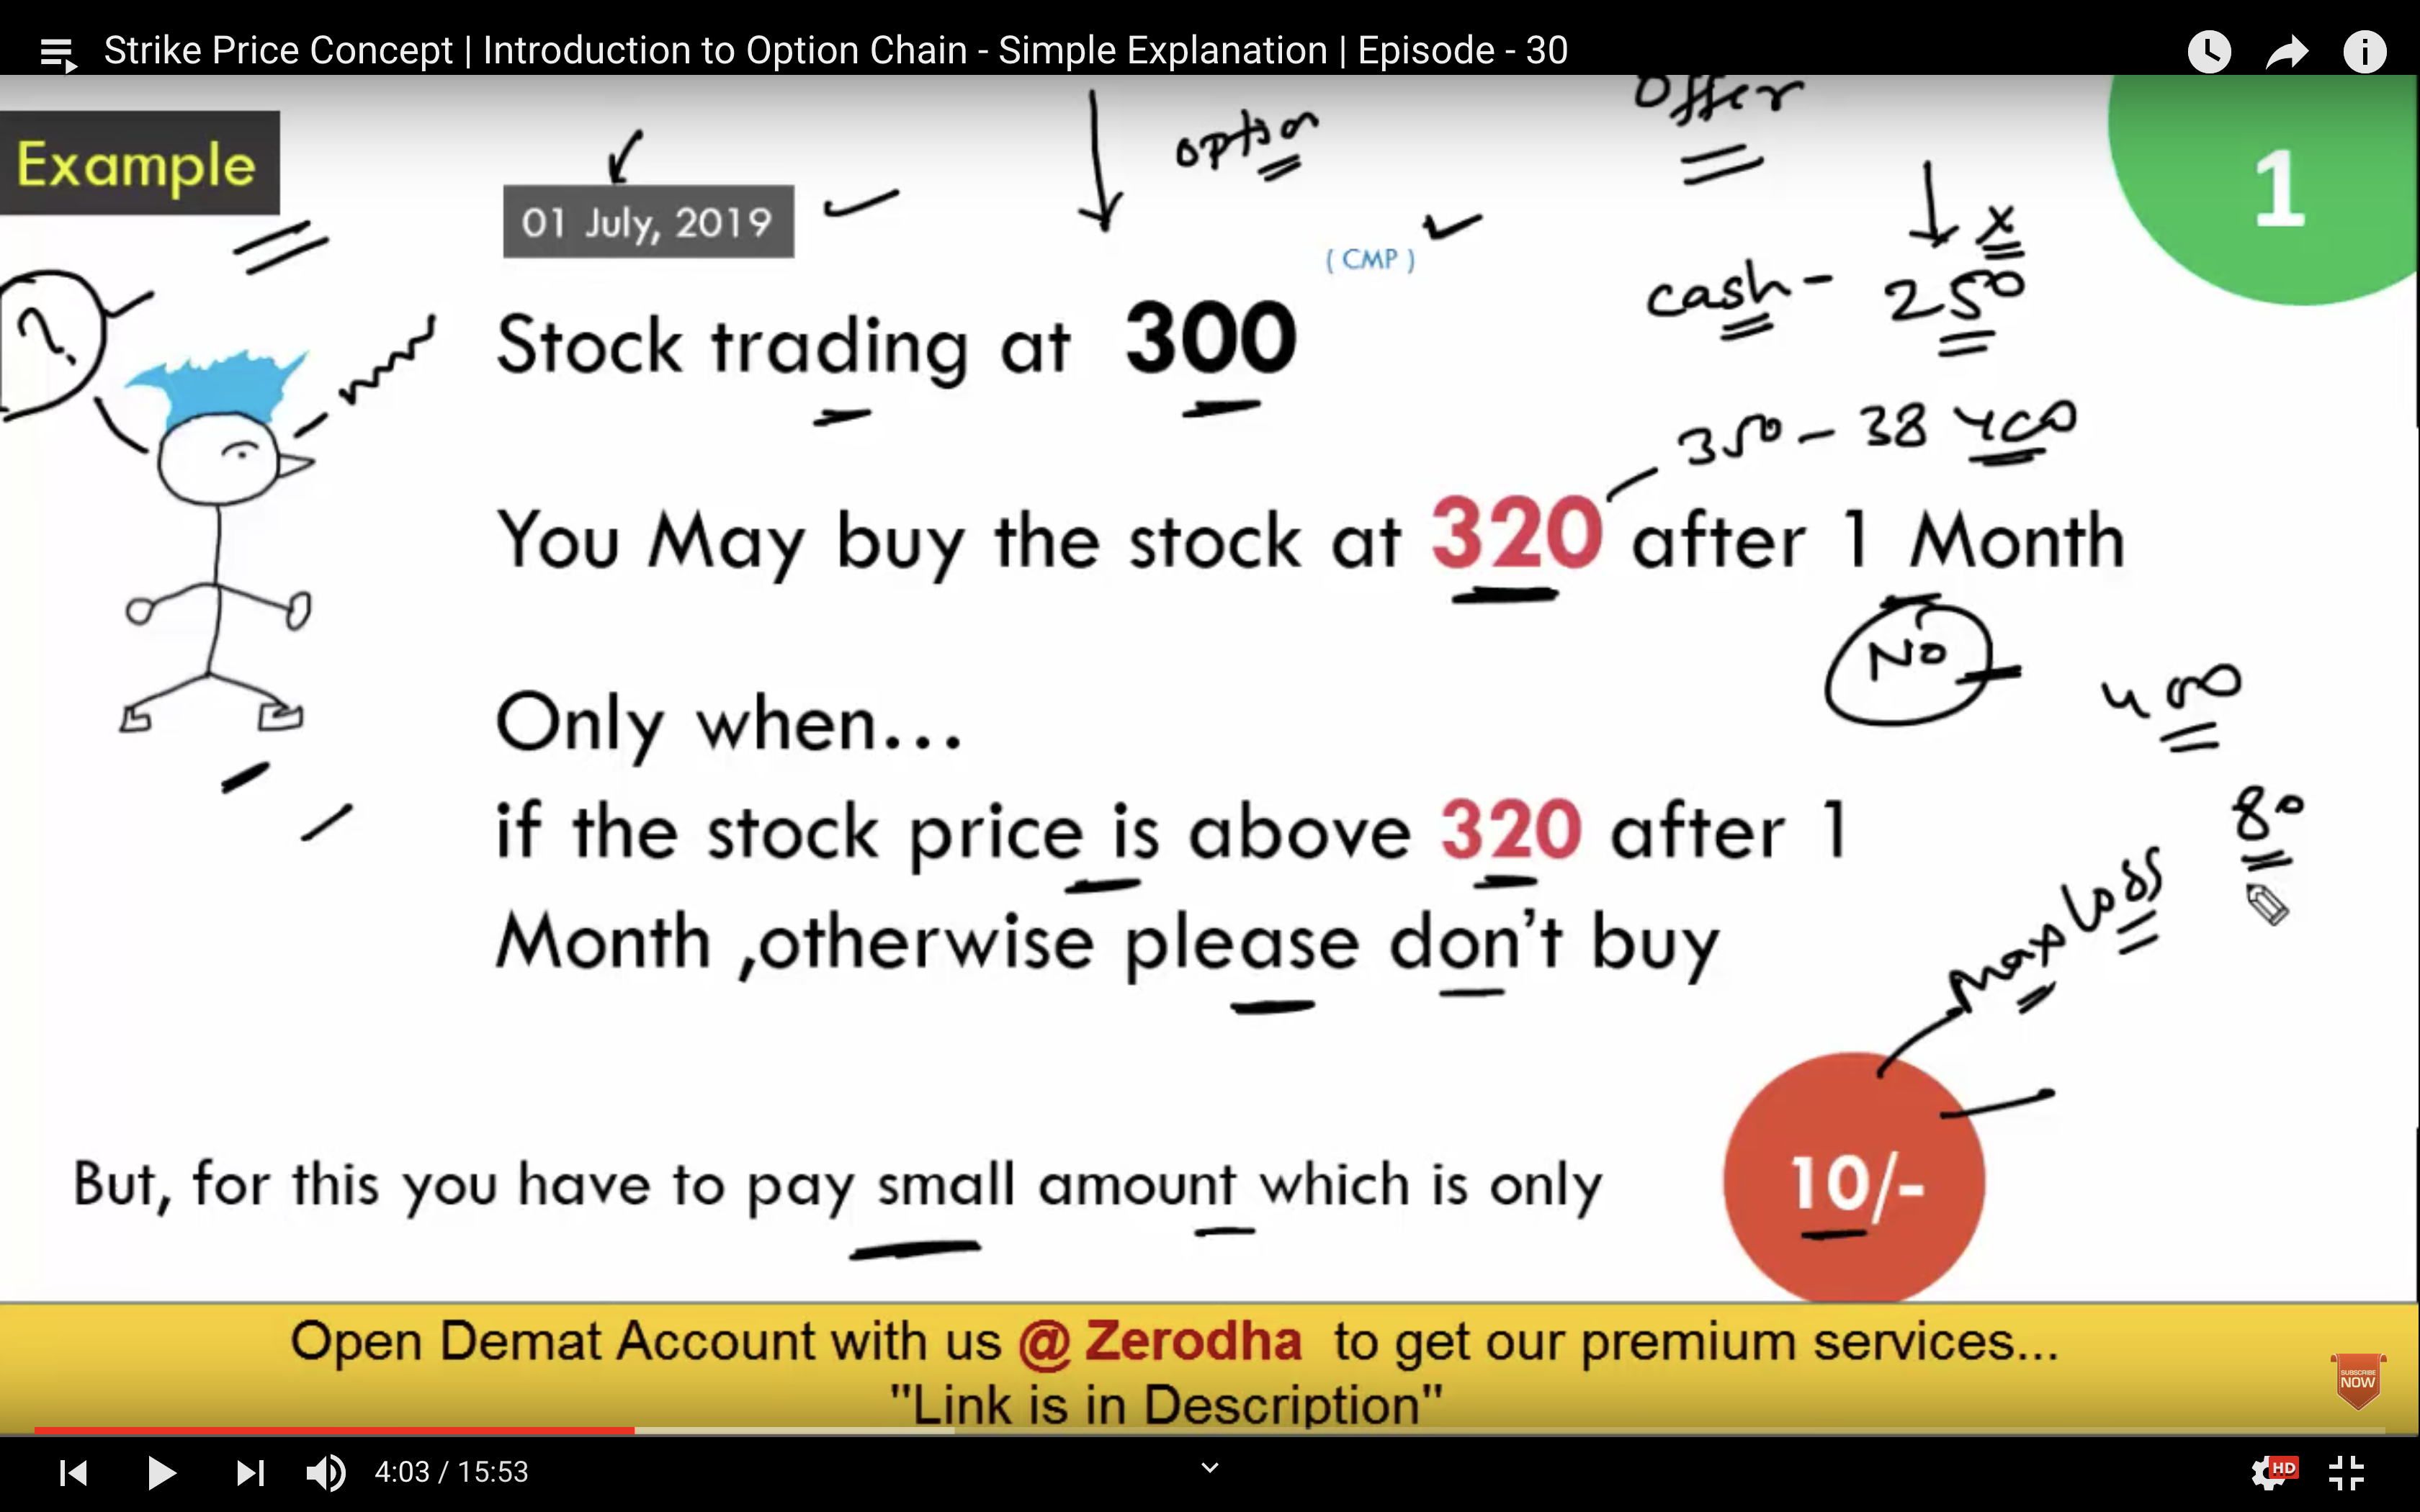 Strike Price Concept | Introduction to Option Chain - Simple Explanation | Episode - 30
offer
Example
option
1
01 July, 2019
x
( CMP )
cash - 250
Stock trading at 300
350 - 38 400
You May buy the stock at 320 after 1 Month
No
400
Only when...
80
if the stock price is above 320 after 1
Max loss
Month ,otherwise please don't buy
But, for this you have to pay small amount which is only 10/-
Open Demat Account with us @ Zerodha to get our premium services...
"Link is in Description"
SUBSCRIBE
NOW
4:03 / 15:53
HD